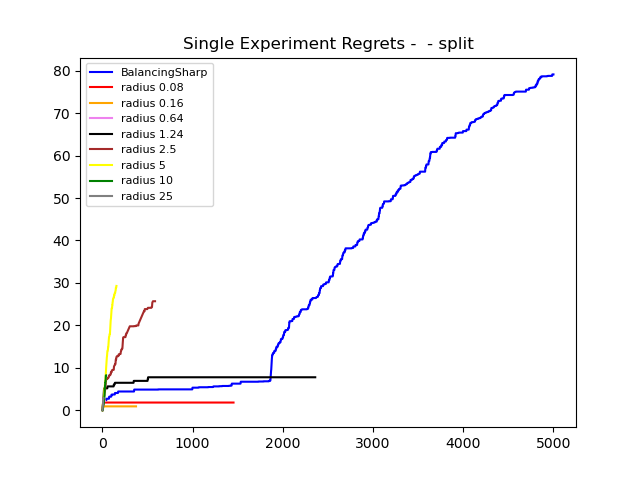 Single Experiment Regrets -  - split
BalancingSharp
radius 0.08
radius 0.16
radius 0.64
radius 1.24
radius 2.5
radius 5
radius 10
radius 25
80
70
60
50
40
30
20
10
0
0 1000 2000 3000 4000 5000